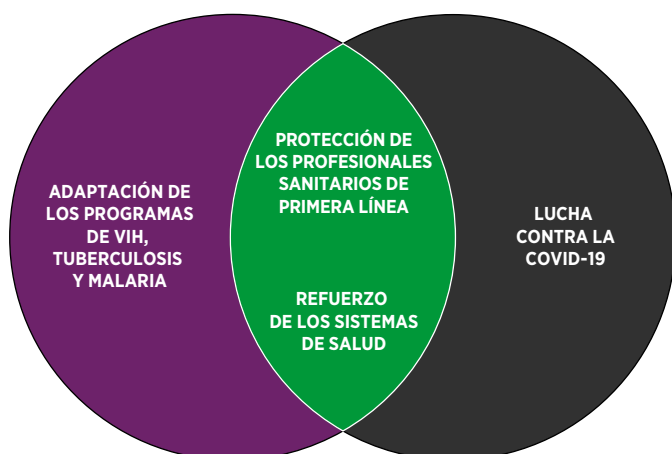 ADAPTACIÓN DE
LOS PROGRAMAS
DE VIH,
TUBERCULOSIS
Y MALARIA
PROTECCIÓN DE
LOS PROFESIONALES
SANITARIOS DE
PRIMERA LÍNEA
REFUERZO
DE LOS SISTEMAS
DE SALUD
LUCHA
CONTRA LA
COVID-19